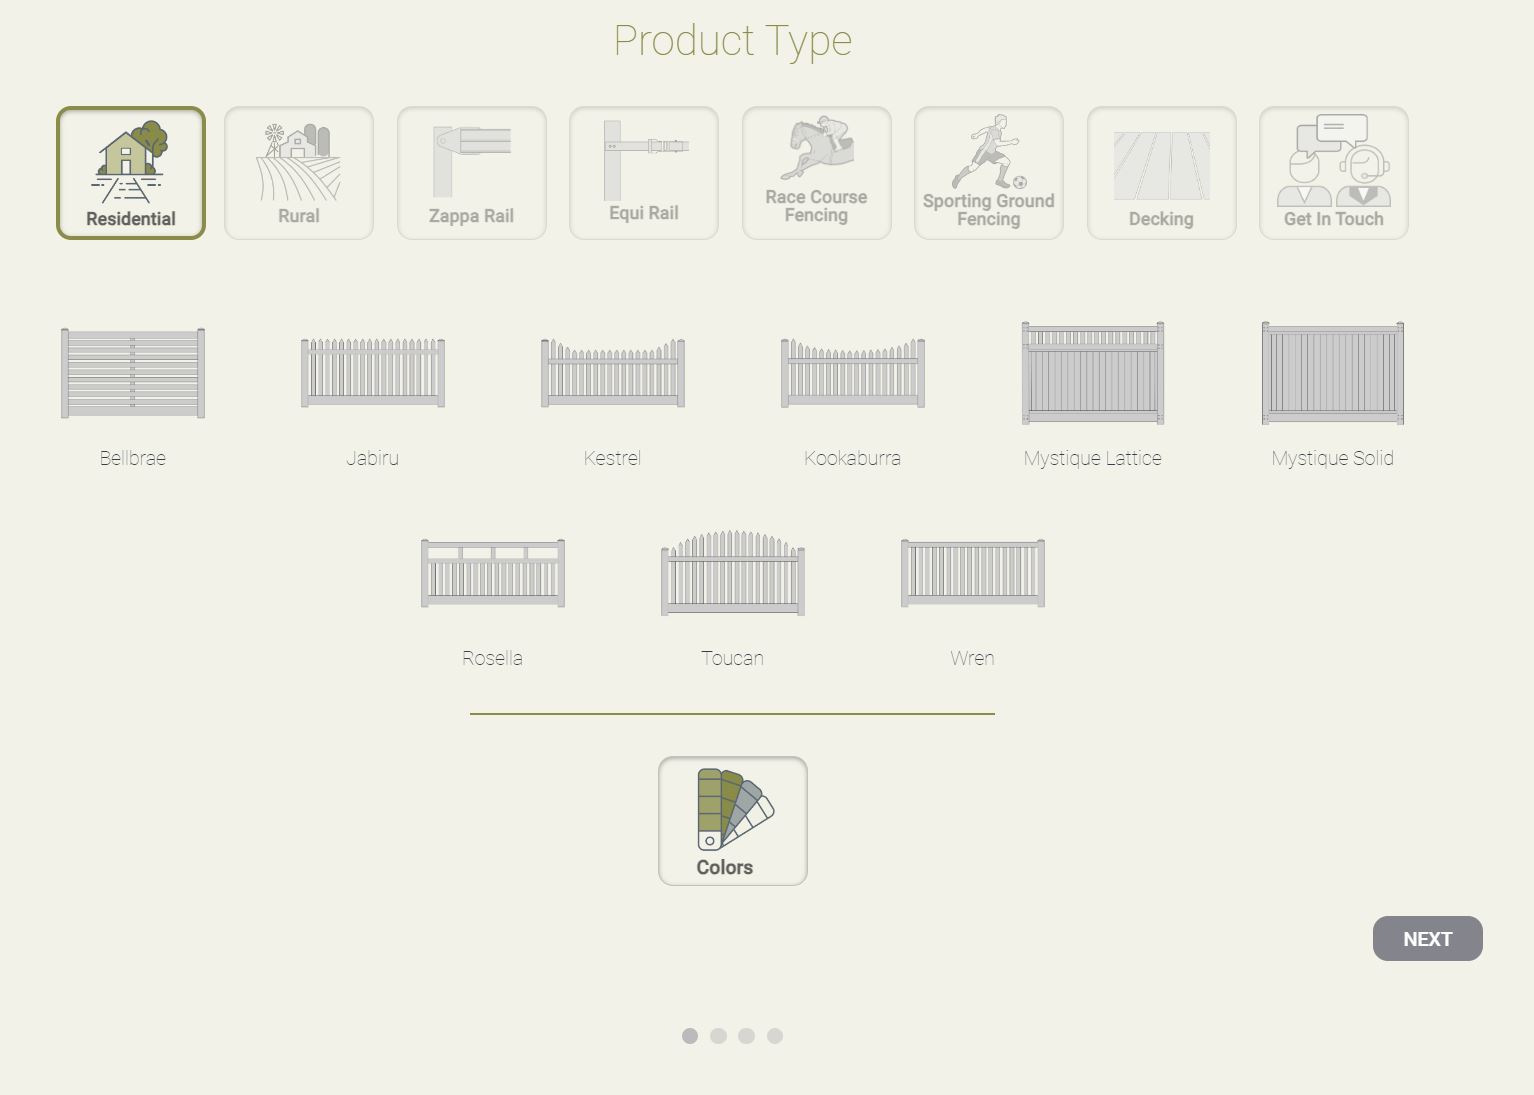 Product Type
Residential
Rural
Zappa Rail
Equi Rail
Race Course
Fencing
Sporting Ground
Fencing
Decking
Get In Touch
Bellbrae
Jabiru
Kestrel
Kookaburra
Mystique Lattice
Mystique Solid
Rosella
Toucan
Wren
Colors
NEXT